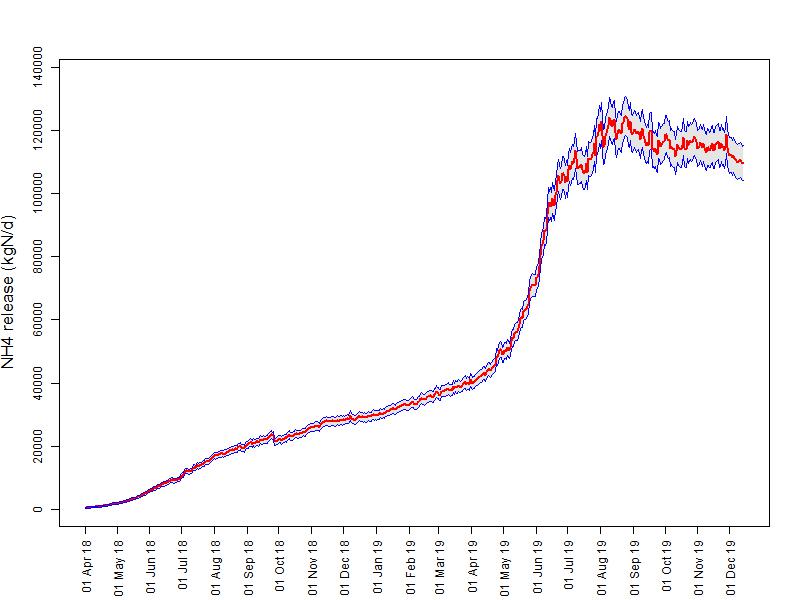 NH4 release (kgN/d)
140000
120000
100000
80000
60000
40000
20000
0
01 Apr 18
01 May 18
01 Jun 18
01 Jul 18
01 Aug 18
01 Sep 18
01 Oct 18
01 Nov 18
01 Dec 18
01 Jan 19
01 Feb 19
01 Mar 19
01 Apr 19
01 May 19
01 Jun 19
01 Jul 19
01 Aug 19
01 Sep 19
01 Oct 19
01 Nov 19
01 Dec 19